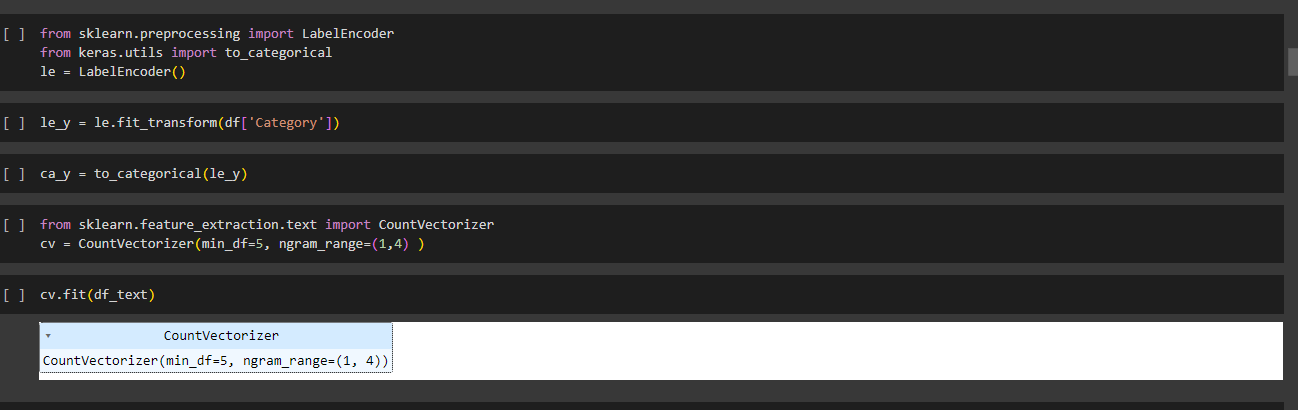 [ ] from sklearn.preprocessing import LabelEncoder
from keras.utils import to_categorical
le = LabelEncoder()
[ ] le_y = le.fit_transform(df['Category'])
[ ] ca_y = to_categorical(le_y)
[ ] from sklearn.feature_extraction.text import CountVectorizer
cv = CountVectorizer(min_df=5, ngram_range=(1,4) )
[ ] cv.fit(df_text)
▾ CountVectorizer
CountVectorizer(min_df=5, ngram_range=(1, 4))